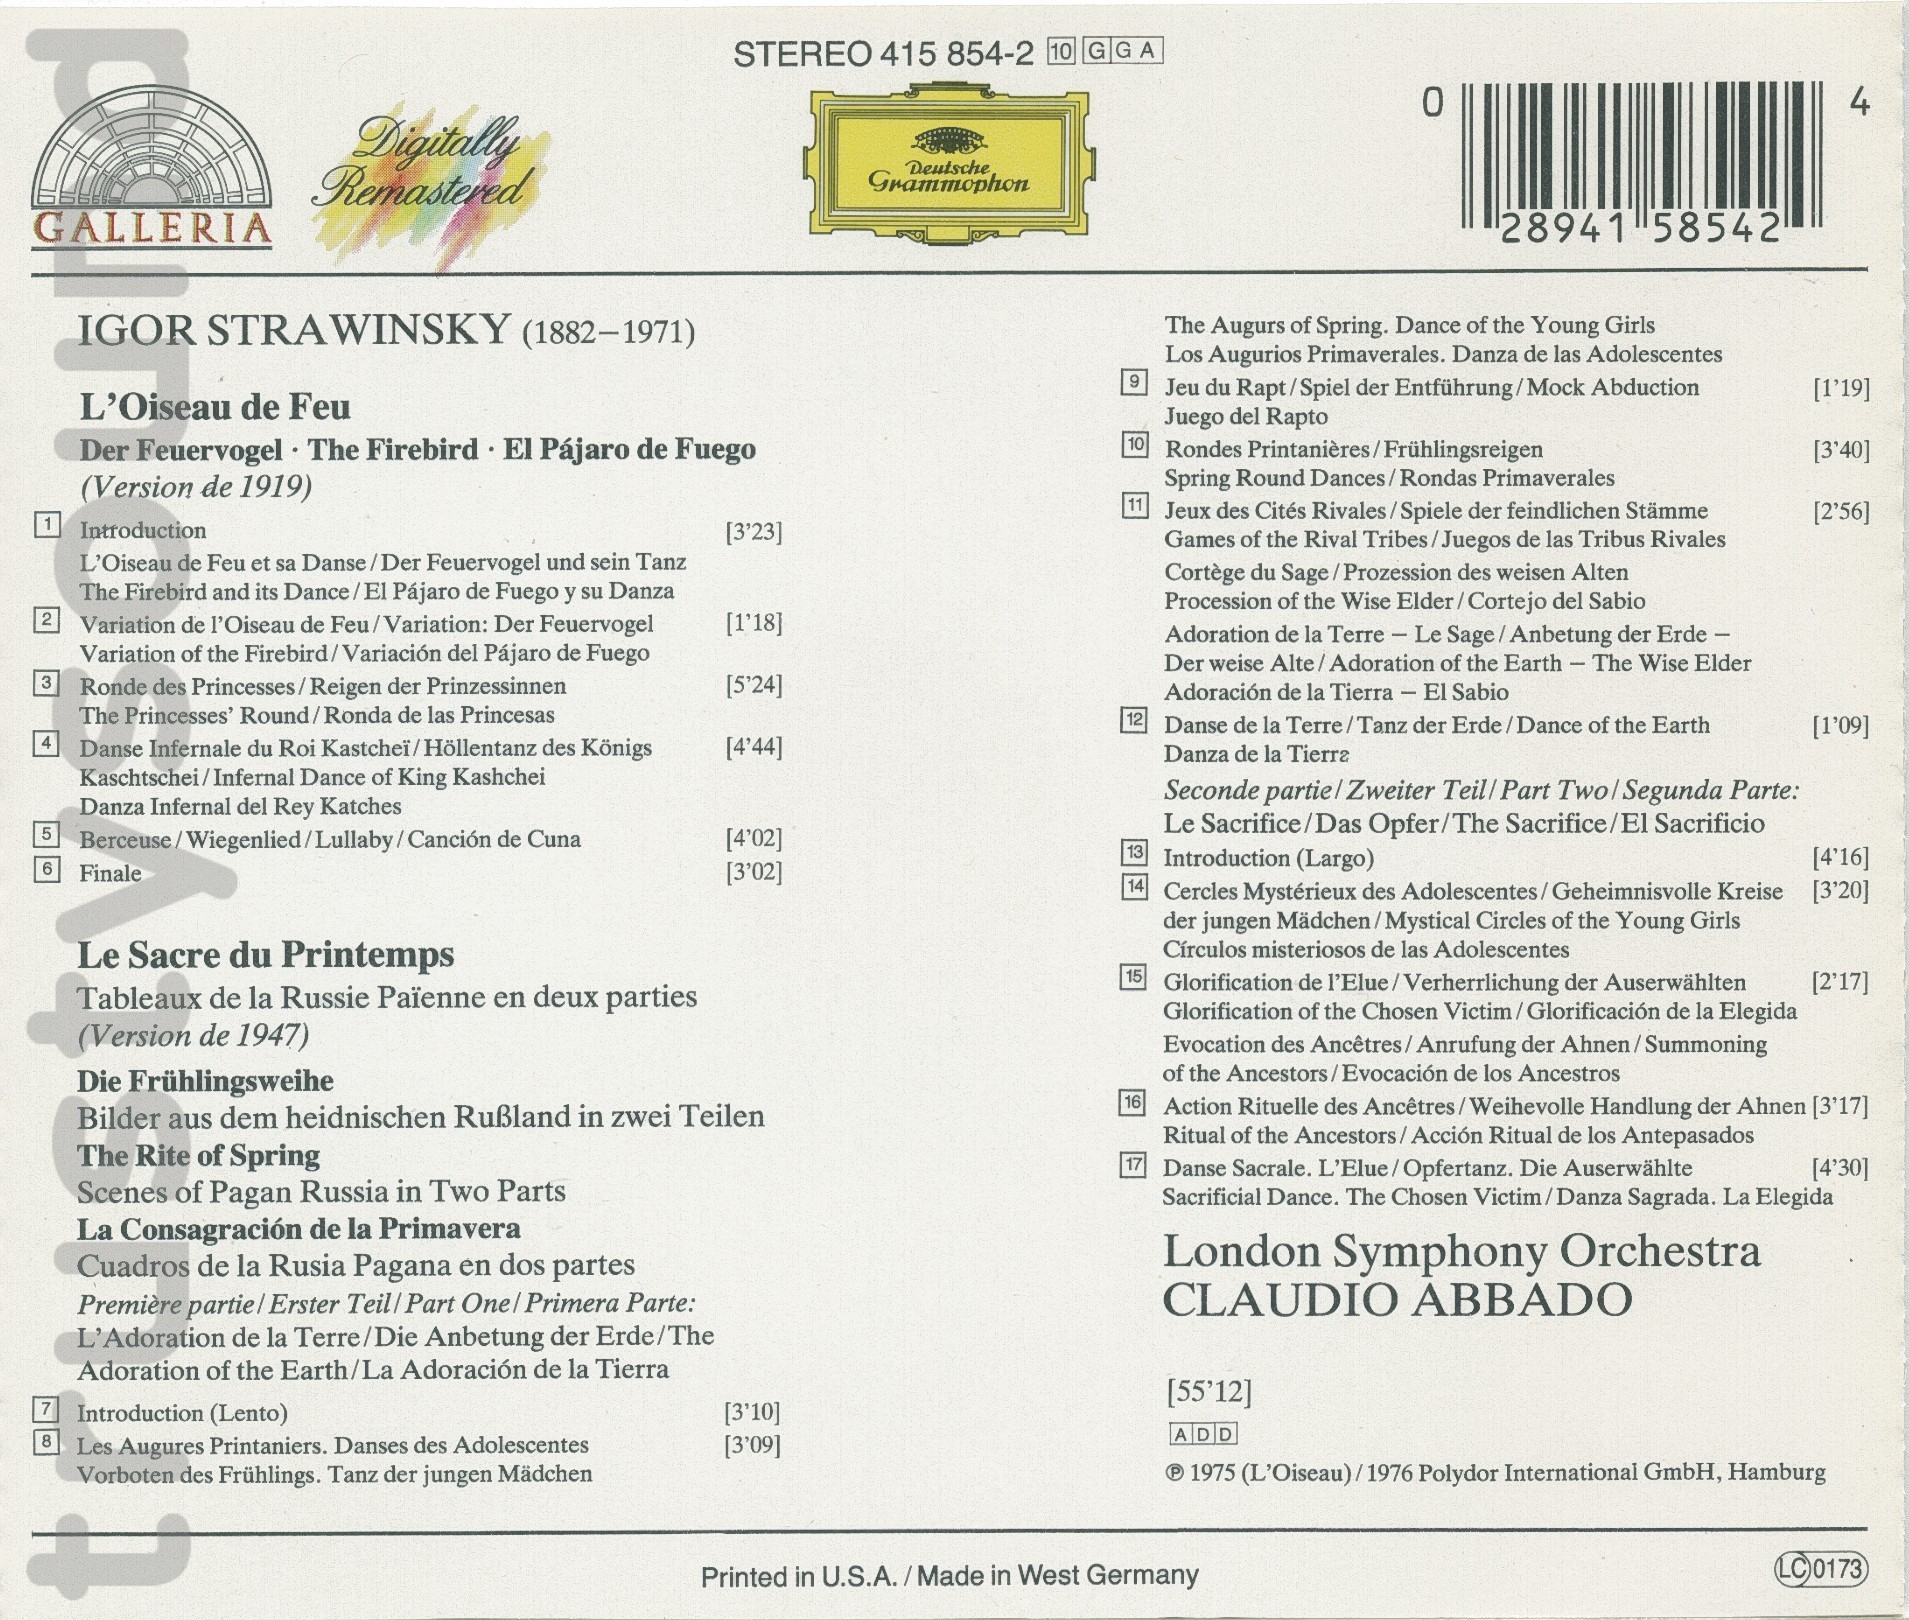 STEREO 415 854-2 10 G G A
GALLERIA
Digitally
Remastered
Deutsche
Grammophon
0 28941 58542 4
IGOR STRAWINSKY (1882–1971)
L'Oiseau de Feu
Der Feuervogel · The Firebird · El Pájaro de Fuego
(Version de 1919)
1 Introduction [3'23]
L'Oiseau de Feu et sa Danse / Der Feuervogel und sein Tanz
The Firebird and its Dance / El Pájaro de Fuego y su Danza
2 Variation de l'Oiseau de Feu / Variation: Der Feuervogel [1'18]
Variation of the Firebird / Variación del Pájaro de Fuego
3 Ronde des Princesses / Reigen der Prinzessinnen [5'24]
The Princesses' Round / Ronda de las Princesas
4 Danse Infernale du Roi Kastcheï / Höllentanz des Königs [4'44]
Kaschtschei / Infernal Dance of King Kashchei
Danza Infernal del Rey Katches
5 Berceuse / Wiegenlied / Lullaby / Canción de Cuna [4'02]
6 Finale [3'02]
Le Sacre du Printemps
Tableaux de la Russie Païenne en deux parties
(Version de 1947)
Die Frühlingsweihe
Bilder aus dem heidnischen Rußland in zwei Teilen
The Rite of Spring
Scenes of Pagan Russia in Two Parts
La Consagración de la Primavera
Cuadros de la Rusia Pagana en dos partes
Première partie / Erster Teil / Part One / Primera Parte:
L'Adoration de la Terre / Die Anbetung der Erde / The
Adoration of the Earth / La Adoración de la Tierra
7 Introduction (Lento) [3'10]
8 Les Augures Printaniers. Danses des Adolescentes [3'09]
Vorboten des Frühlings. Tanz der jungen Mädchen
The Augurs of Spring. Dance of the Young Girls
Los Augurios Primaverales. Danza de las Adolescentes
9 Jeu du Rapt / Spiel der Entführung / Mock Abduction [1'19]
Juego del Rapto
10 Rondes Printanières / Frühlingsreigen [3'40]
Spring Round Dances / Rondas Primaverales
11 Jeux des Cités Rivales / Spiele der feindlichen Stämme [2'56]
Games of the Rival Tribes / Juegos de las Tribus Rivales
Cortège du Sage / Prozession des weisen Alten
Procession of the Wise Elder / Cortejo del Sabio
Adoration de la Terre – Le Sage / Anbetung der Erde –
Der weise Alte / Adoration of the Earth – The Wise Elder
Adoración de la Tierra – El Sabio
12 Danse de la Terre / Tanz der Erde / Dance of the Earth [1'09]
Danza de la Tierra
Seconde partie / Zweiter Teil / Part Two / Segunda Parte:
Le Sacrifice / Das Opfer / The Sacrifice / El Sacrificio
13 Introduction (Largo) [4'16]
14 Cercles Mystérieux des Adolescentes / Geheimnisvolle Kreise [3'20]
der jungen Mädchen / Mystical Circles of the Young Girls
Círculos misteriosos de las Adolescentes
15 Glorification de l'Elue / Verherrlichung der Auserwählten [2'17]
Glorification of the Chosen Victim / Glorificación de la Elegida
Evocation des Ancêtres / Anrufung der Ahnen / Summoning
of the Ancestors / Evocación de los Ancestros
16 Action Rituelle des Ancêtres / Weihevolle Handlung der Ahnen [3'17]
Ritual of the Ancestors / Acción Ritual de los Antepasados
17 Danse Sacrale. L'Elue / Opfertanz. Die Auserwählte [4'30]
Sacrificial Dance. The Chosen Victim / Danza Sagrada. La Elegida
London Symphony Orchestra
CLAUDIO ABBADO
[55'12]
A D D
℗ 1975 (L'Oiseau) / 1976 Polydor International GmbH, Hamburg
Printed in U.S.A. / Made in West Germany
LC 0173
trustysound